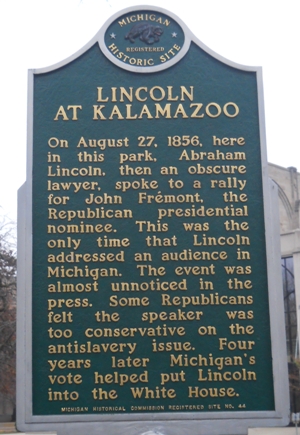 MICHIGAN
REGISTERED
HISTORIC SITE
LINCOLN
AT KALAMAZOO
On August 27, 1856, here
in this park, Abraham
Lincoln, then an obscure
lawyer, spoke to a rally
for John Frémont, the
Republican presidential
nominee. This was the
only time that Lincoln
addressed an audience in
Michigan. The event was
almost unnoticed in the
press. Some Republicans
felt the speaker was
too conservative on the
antislavery issue. Four
years later Michigan's
vote helped put Lincoln
into the White House.
MICHIGAN HISTORICAL COMMISSION REGISTERED SITE NO. 44